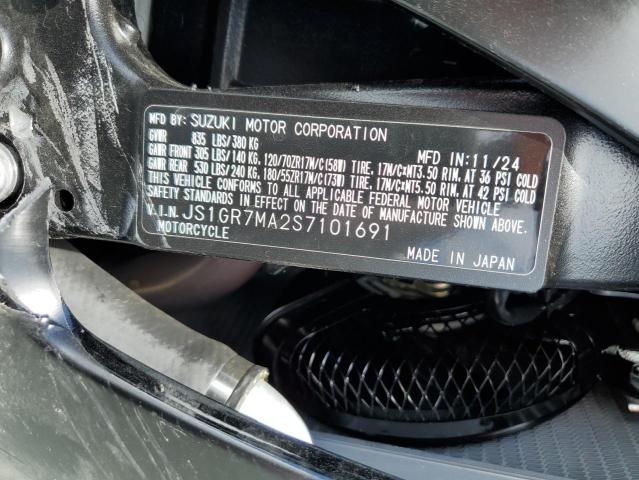 MFD BY: SUZUKI MOTOR CORPORATION
GVWR 835 LBS/380 KG MFD IN:11/24
GAWR FRONT 305 LBS/140 KG, 120/70ZR17M/C(58W) TIRE, 17M/C×MT3.50 RIM, AT 36 PSI COLD
GAWR REAR 530 LBS/240 KG, 180/55ZR17M/C(73W) TIRE, 17M/C×MT5.50 RIM, AT 42 PSI COLD
THIS VEHICLE CONFORMS TO ALL APPLICABLE FEDERAL MOTOR VEHICLE
SAFETY STANDARDS IN EFFECT ON THE DATE OF MANUFACTURE SHOWN ABOVE.
V.I.N. JS1GR7MA2S7101691
MOTORCYCLE MADE IN JAPAN